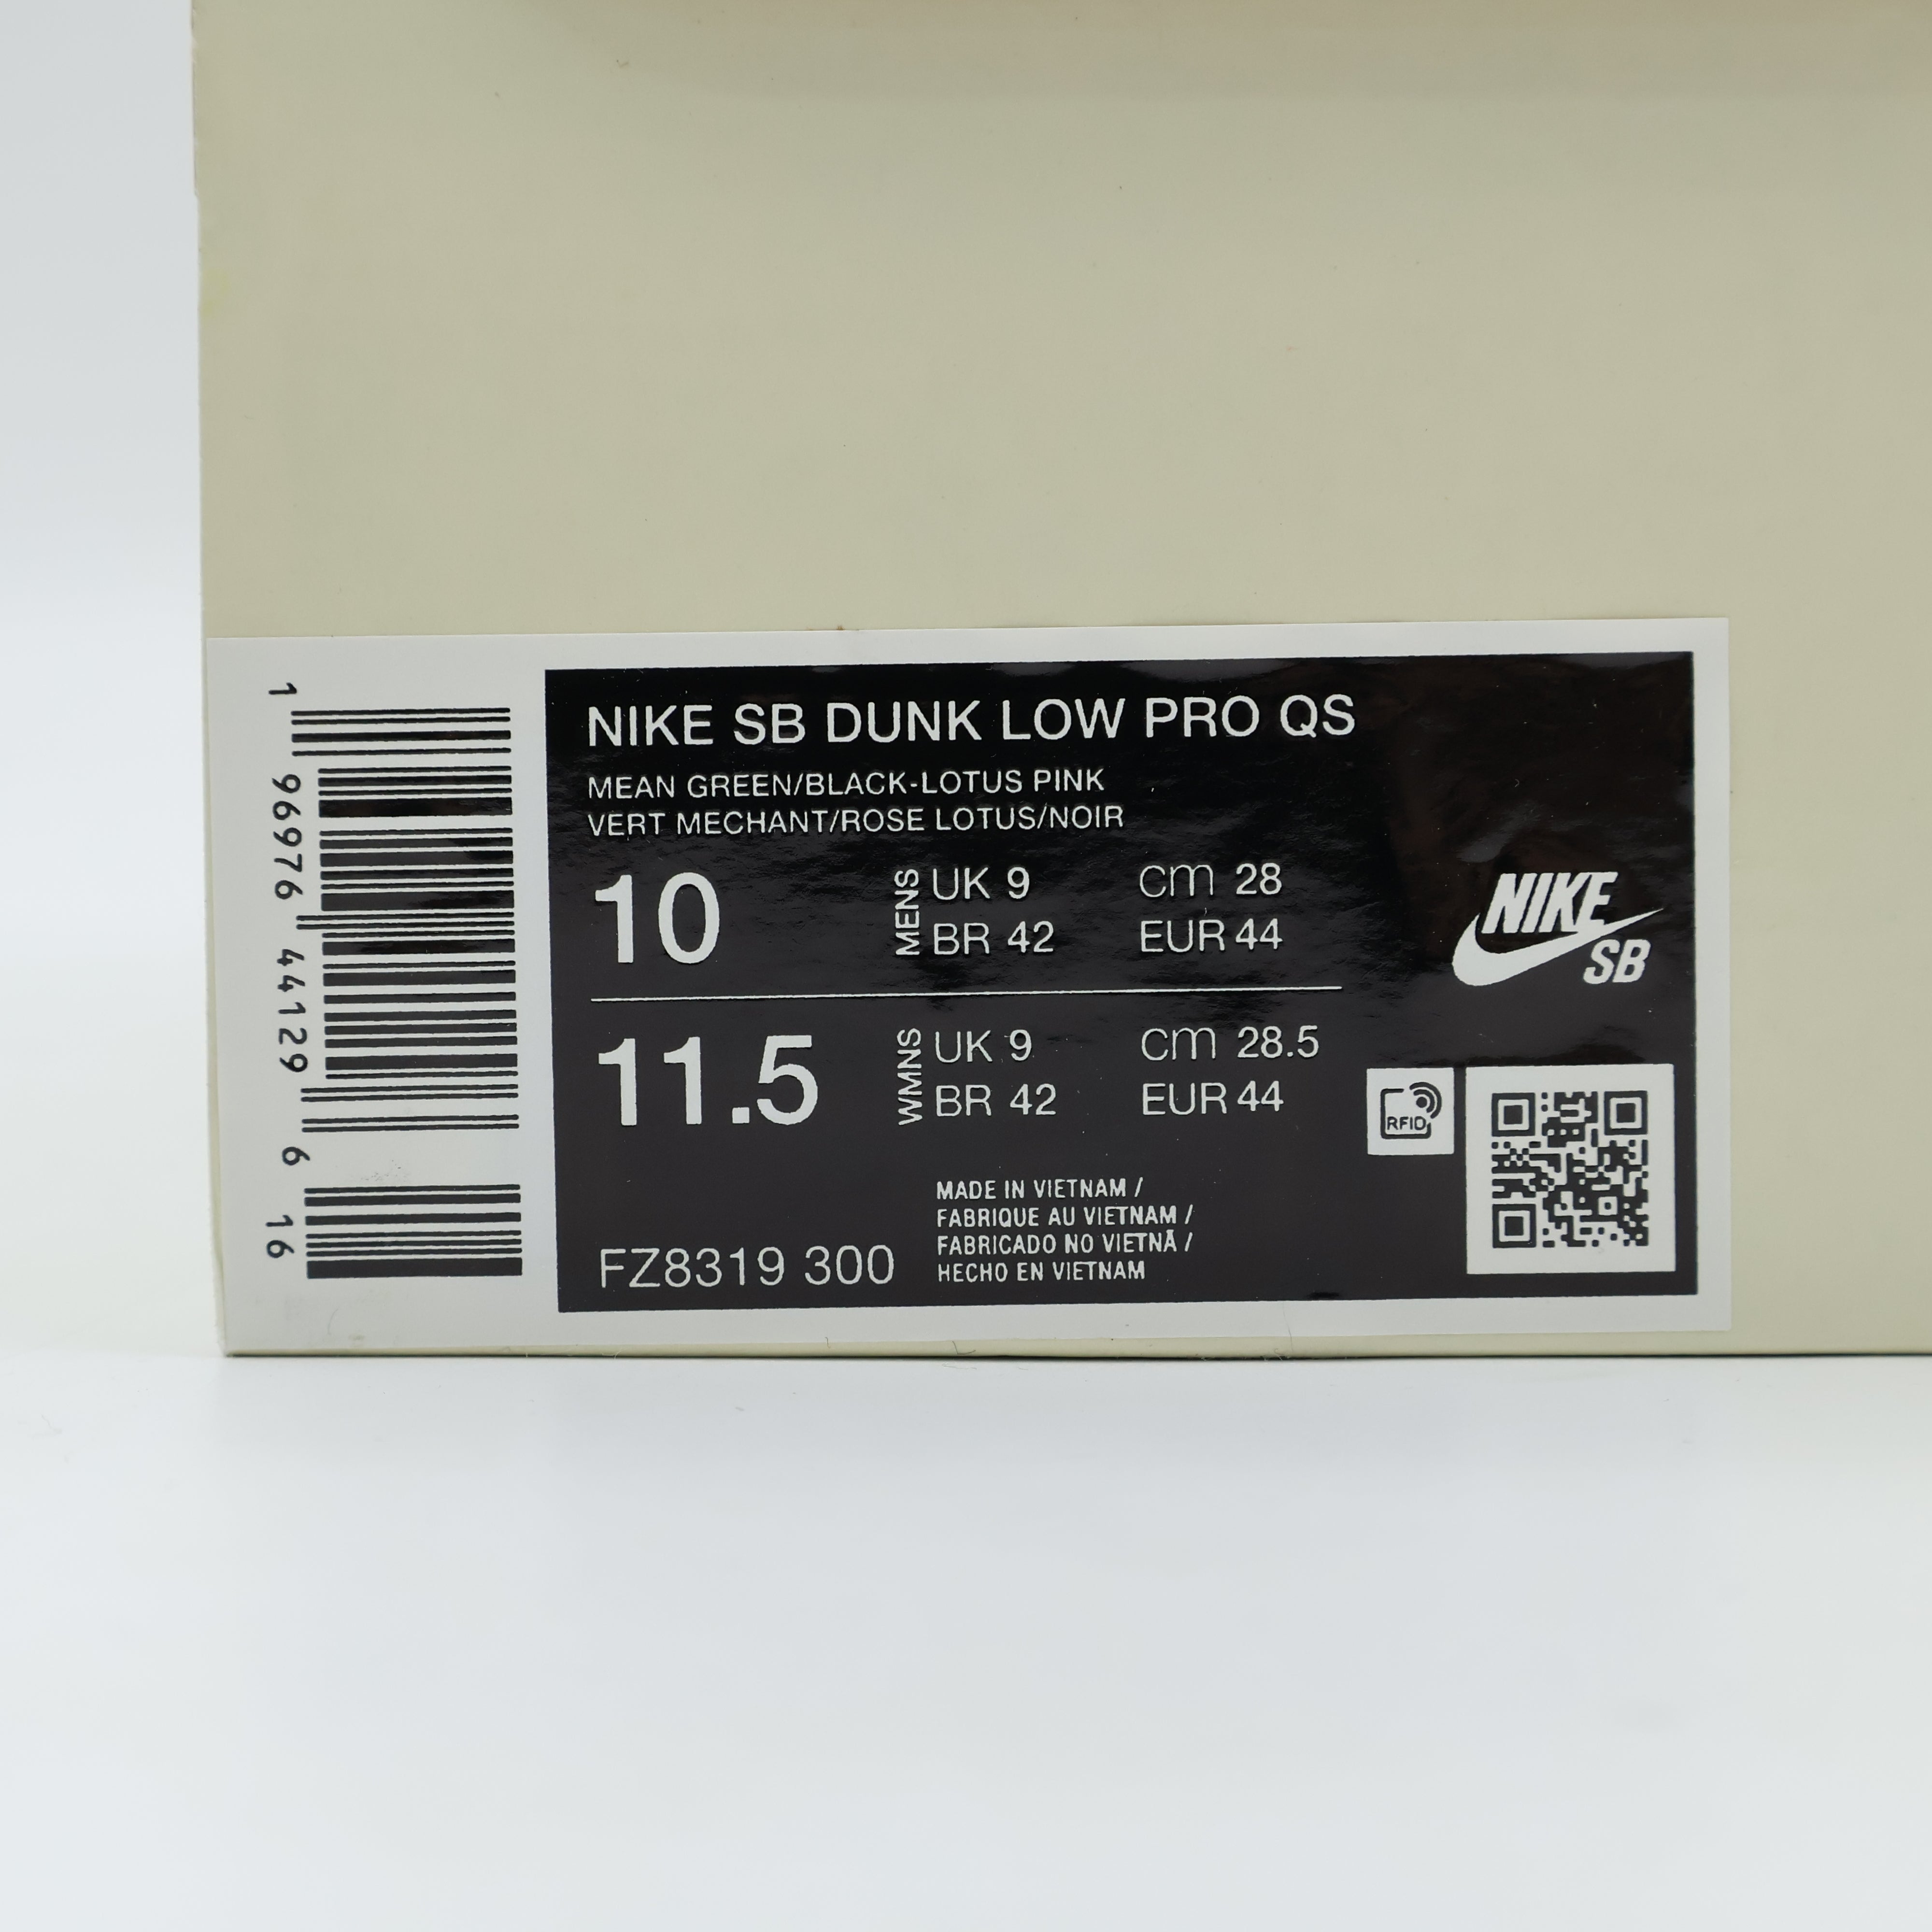 NIKE SB DUNK LOW PRO QS
MEAN GREEN/BLACK-LOTUS PINK
VERT MECHANT/ROSE LOTUS/NOIR
10
MENS
UK 9 cm 28
BR 42 EUR 44
11.5
WMNS
UK 9 cm 28.5
BR 42 EUR 44
NIKE
SB
RFID
MADE IN VIETNAM /
FABRIQUE AU VIETNAM /
FABRICADO NO VIETNÃ /
HECHO EN VIETNAM
FZ8319 300
1 96976 44129 6 16